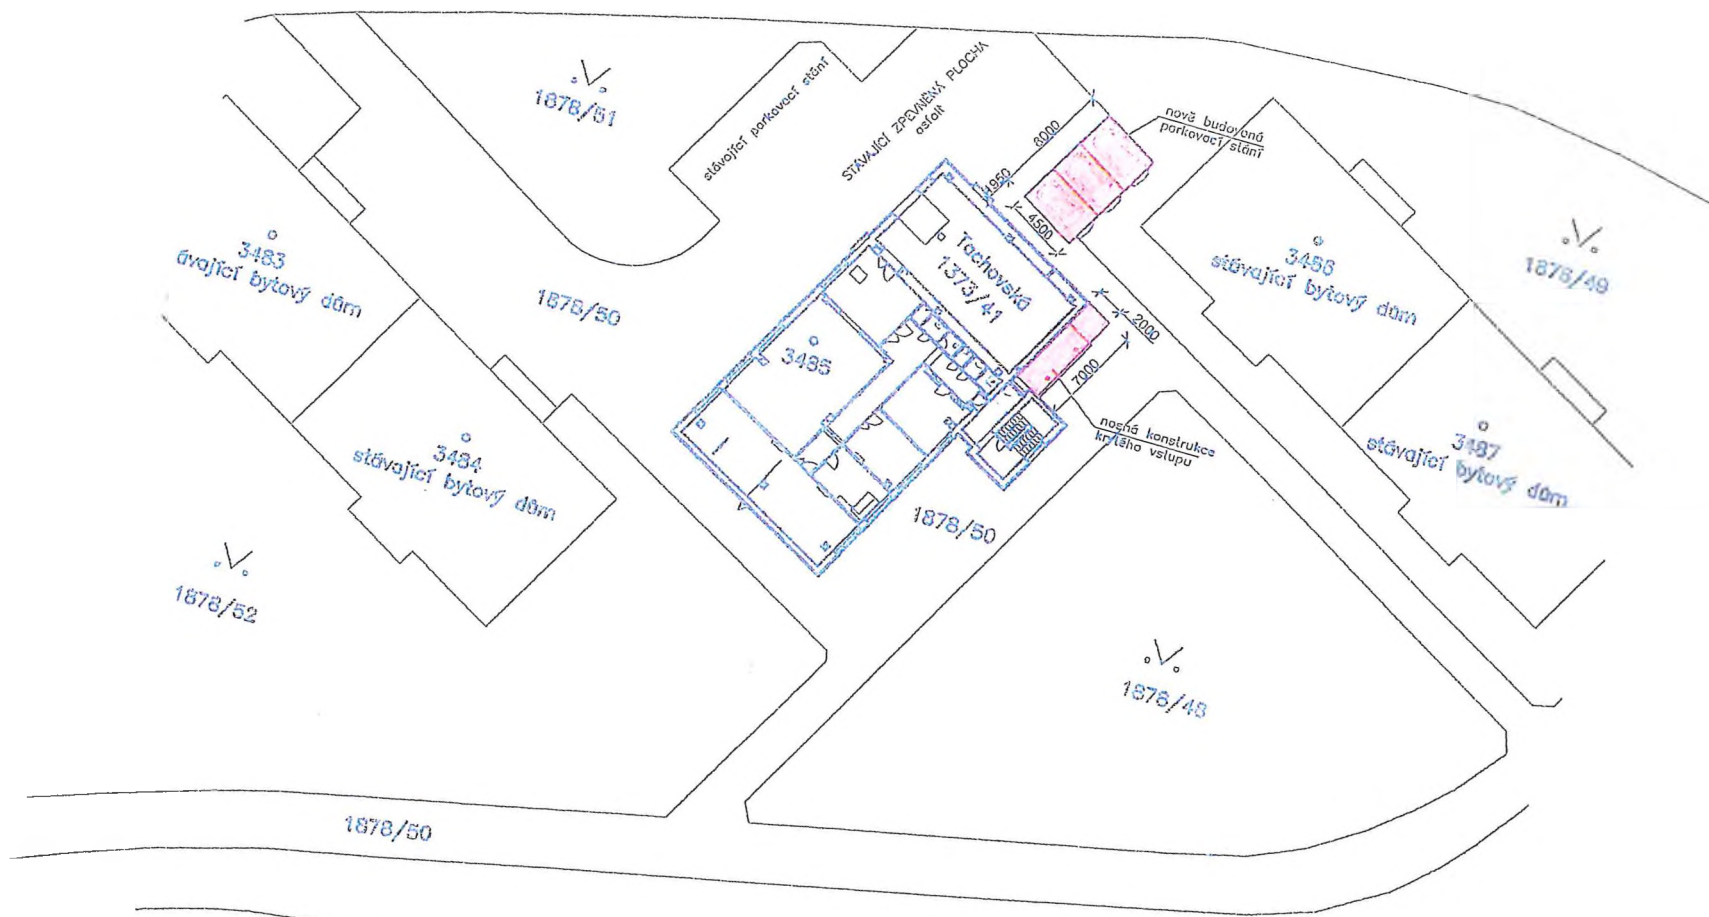 1878/51
stávající parkovací stání
STÁVAJÍCÍ ZPEVNĚNÁ PLOCHA
asfalt
8000
nově budovaná
parkovací stání
1950
4500
3483
ávající bytový dům
1878/50
Tachovská
1373/41
3485
3486
stávající bytový dům
1878/49
2000
7000
nosná konstrukce
krytého vstupu
3484
stávající bytový dům
3487
stávající bytový dům
1878/50
1878/52
1878/48
1878/50